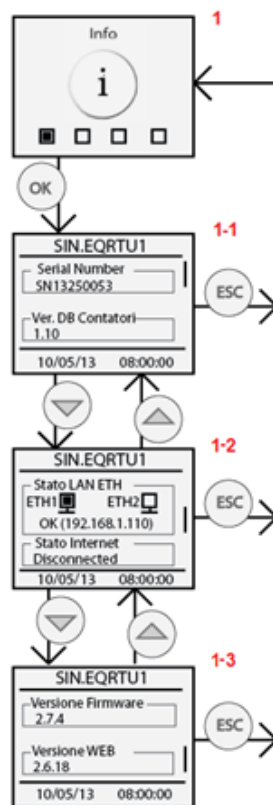 1
Info
i
OK
1-1
SIN.EQRTU1
Serial Number
SN13250053
Ver. DB Contatori
1.10
10/05/13 08:00:00
ESC
1-2
SIN.EQRTU1
Stato LAN ETH
ETH1 ETH2
OK (192.168.1.110)
Stato Internet
Disconnected
10/05/13 08:00:00
ESC
1-3
SIN.EQRTU1
Versione Firmware
2.7.4
Versione WEB
2.6.18
10/05/13 08:00:00
ESC